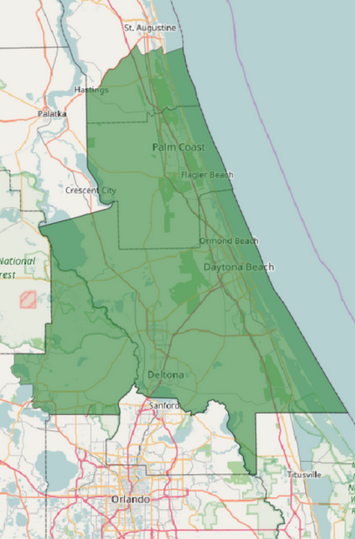 St. Augustine
Hastings
Palatka
Palm Coast
Flagler Beach
Crescent City
Ormond Beach
National
rest
Daytona Beach
Deltona
Sanford
Titusville
Orlando